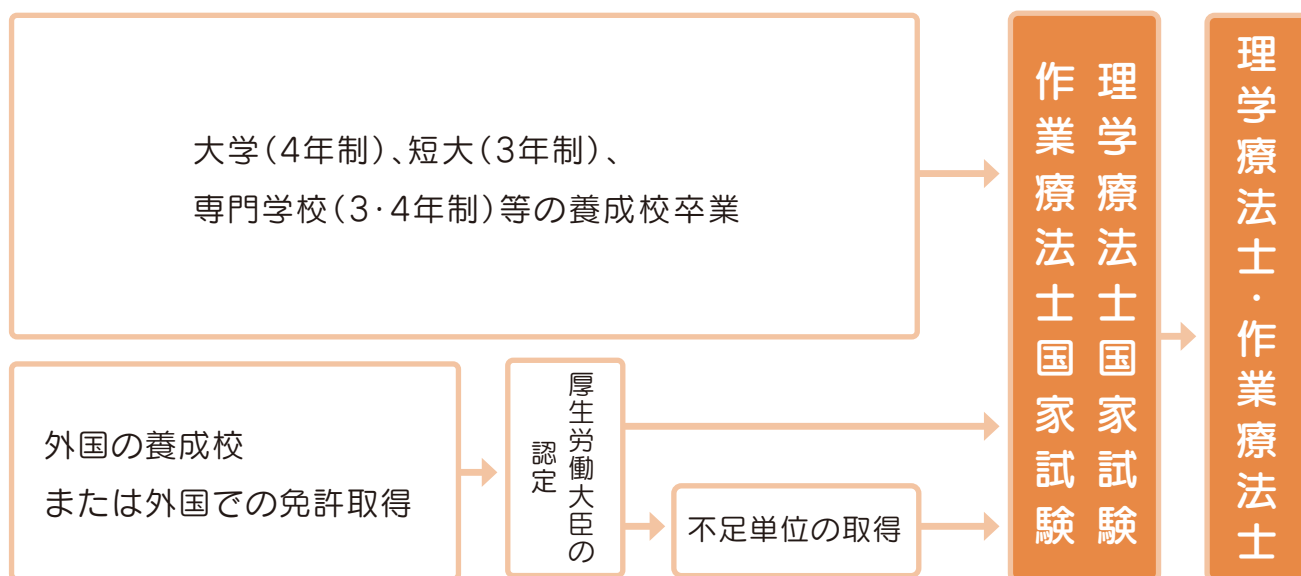 大学(4年制)、短大(3年制)、
専門学校(3・4年制)等の養成校卒業
外国の養成校
または外国での免許取得
厚生労働大臣の
認定
不足単位の取得
理学療法士国家試験
作業療法士国家試験
理学療法士・作業療法士